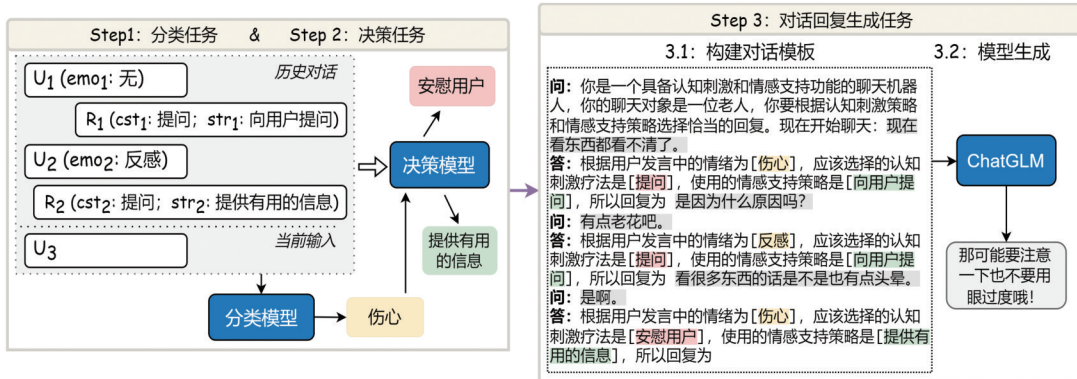 Step1: 分类任务 & Step 2: 决策任务
U1 (emo1: 无)
历史对话
R1 (cst1: 提问; str1: 向用户提问)
U2 (emo2: 反感)
R2 (cst2: 提问; str2: 提供有用的信息)
U3
当前输入
分类模型
伤心
决策模型
安慰用户
提供有用
的信息
Step 3: 对话回复生成任务
3.1: 构建对话模板
3.2: 模型生成
问: 你是一个具备认知刺激和情感支持功能的聊天机器
人, 你的聊天对象是一位老人, 你要根据认知刺激策略
和情感支持策略选择恰当的回复。现在开始聊天: 现在
看东西都看不清了。
答: 根据用户发言中的情绪为[伤心], 应该选择的认知
刺激疗法是[提问], 使用的情感支持策略是[向用户提
问], 所以回复为 是因为什么原因吗?
问: 有点老花吧。
答: 根据用户发言中的情绪为[反感], 应该选择的认知
刺激疗法是[提问], 使用的情感支持策略是[向用户提
问], 所以回复为 看很多东西的话是不是也有点头晕。
问: 是啊。
答: 根据用户发言中的情绪为[伤心], 应该选择的认知
刺激疗法是[安慰用户], 使用的情感支持策略是[提供有
用的信息], 所以回复为
ChatGLM
那可能要注意
一下也不要用
眼过度哦!